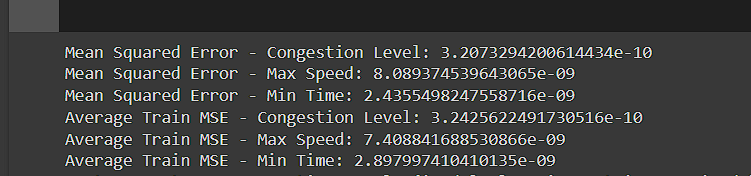 Mean Squared Error - Congestion Level: 3.2073294200614434e-10
Mean Squared Error - Max Speed: 8.089374539643065e-09
Mean Squared Error - Min Time: 2.4355498247558716e-09
Average Train MSE - Congestion Level: 3.2425622491730516e-10
Average Train MSE - Max Speed: 7.408841688530866e-09
Average Train MSE - Min Time: 2.897997410410135e-09